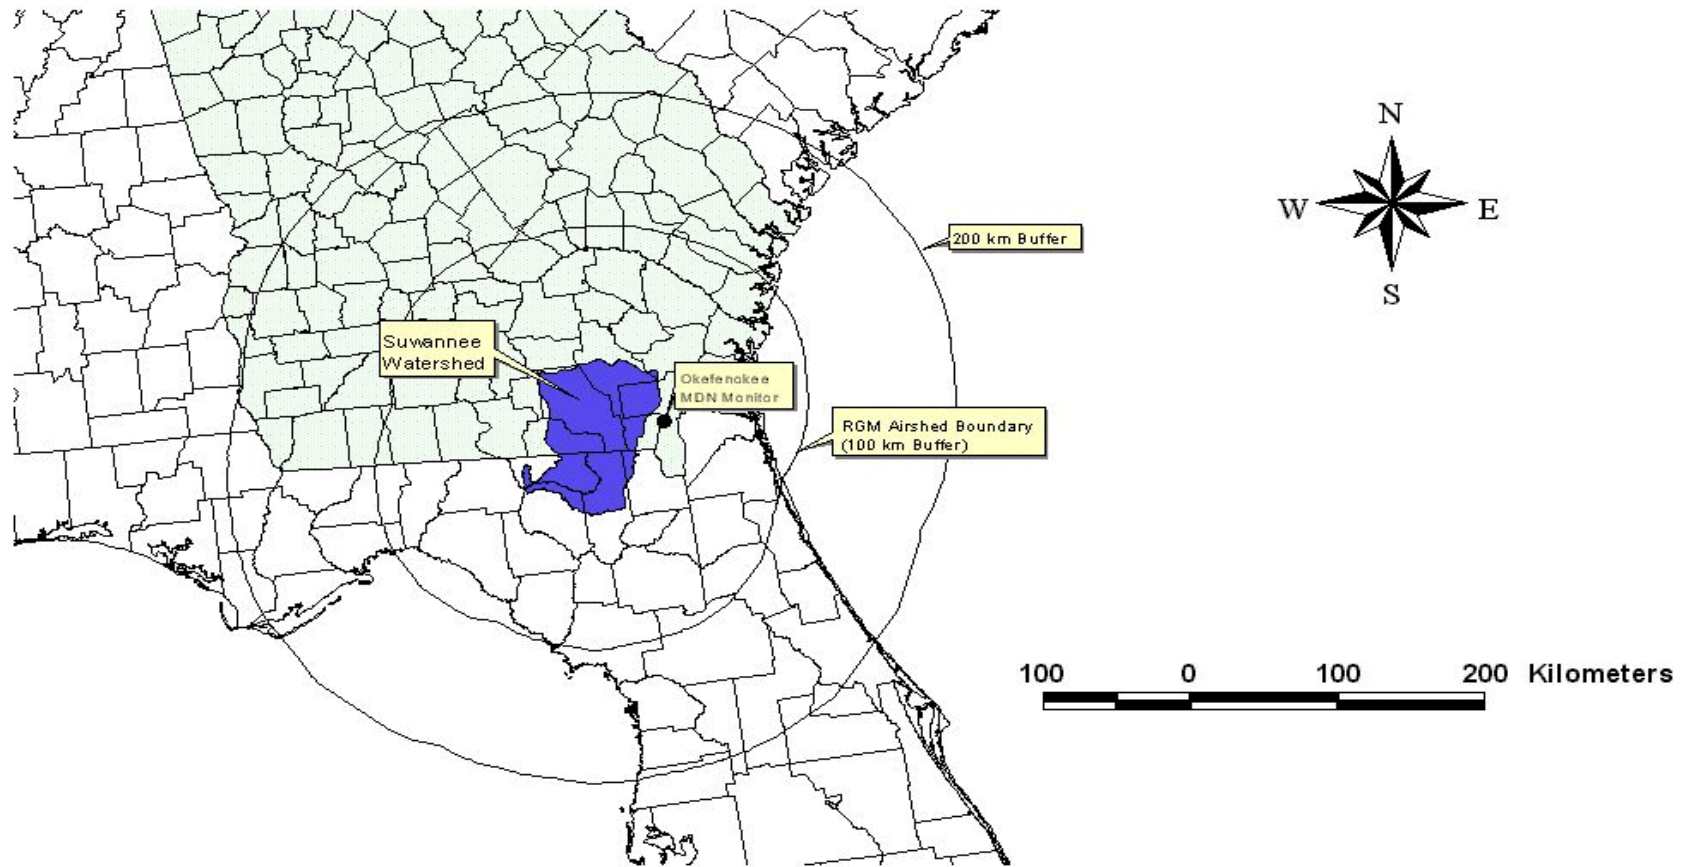 N
W
E
S
200 km Buffer
Suwannee
Watershed
Okefenokee
MDN Monitor
RGM Airshed Boundary
(100 km Buffer)
100 0 100 200 Kilometers